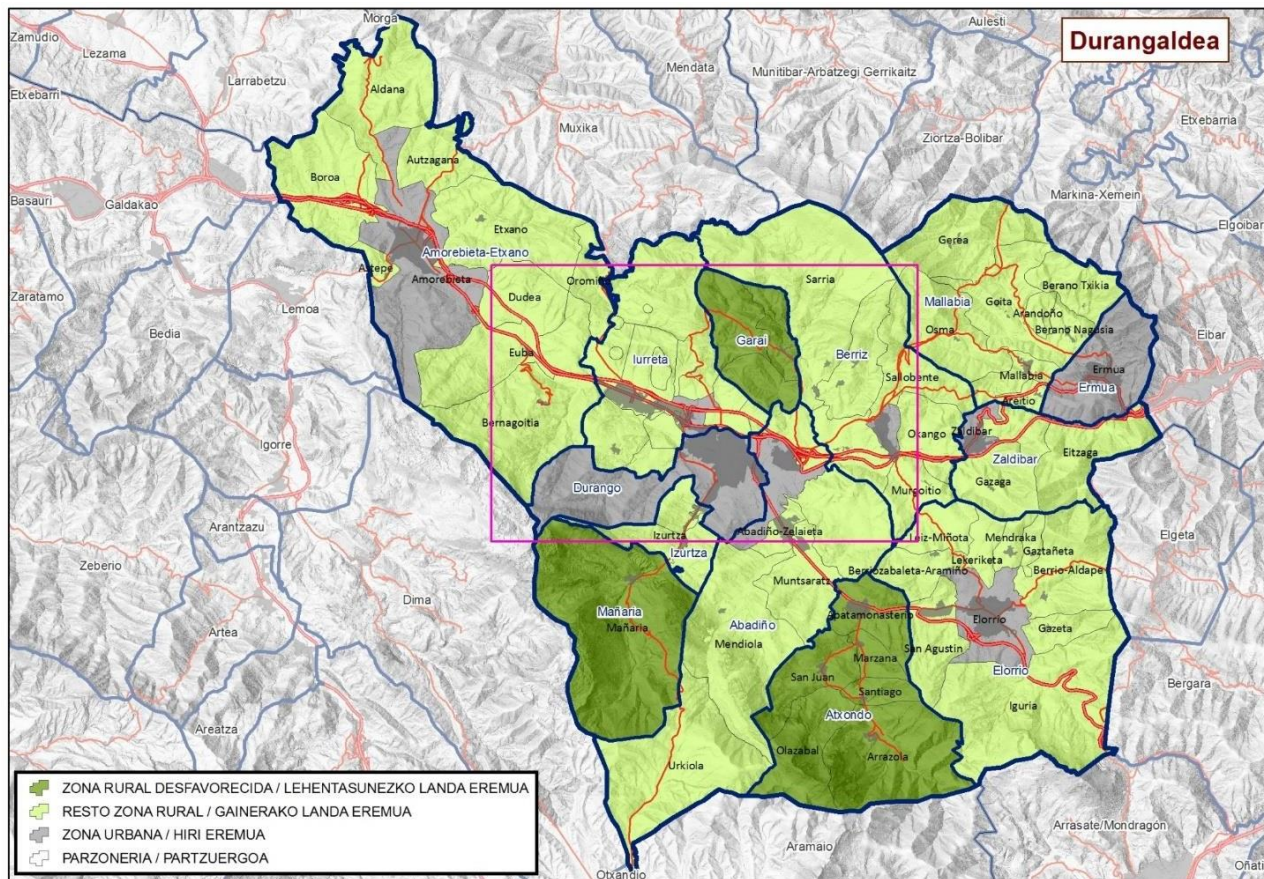 Durangaldea
Morga
Aulesti
Zamudio
Lezama
Larrabetzu
Mendata
Munitibar-Arbatzegi Gerrikaitz
Etxebarri
Aldana
Muxika
Ziortza-Bolibar
Etxebarria
Autzagana
Boroa
Basauri
Galdakao
Markina-Xemein
Elgoibar
Etxano
Gerea
Amorebieta-Etxano
Astepe
Amorebieta
Oromiño
Sarria
Berano Txikia
Zaratamo
Lemoa
Dudea
Mallabia
Goita
Arandoño
Bedia
Osma
Berano Nagusia
Eibar
Garai
Euba
Iurreta
Berriz
Sallobente
Mallabia
Ermua
Ermua
Areitio
Bernagoitia
Okango
Zaldibar
Igorre
Zaldibar
Eitzaga
Gazaga
Durango
Murgoitio
Arantzazu
Izurtza
Abadiño-Zelaieta
Leiz-Miñota
Mendraka
Elgeta
Izurtza
Lekeriketa
Gaztañeta
Zeberio
Berriozabaleta-Aramiño
Berrio-Aldape
Muntsaratz
Dima
Mañaria
Abadiño
Abatamonasterio
Elorrio
Artea
Mañaria
Gazeta
Mendiola
San Agustin
Marzana
San Juan
Elorrio
Santiago
Bergara
Iguria
Atxondo
Areatza
Olazabal
Arrazola
Urkiola
ZONA RURAL DESFAVORECIDA / LEHENTASUNEZKO LANDA EREMUA
RESTO ZONA RURAL / GAINERAKO LANDA EREMUA
ZONA URBANA / HIRI EREMUA
PARZONERIA / PARTZUERGOA
Arrasate/Mondragón
Aramaio
Oñati
Otxandio